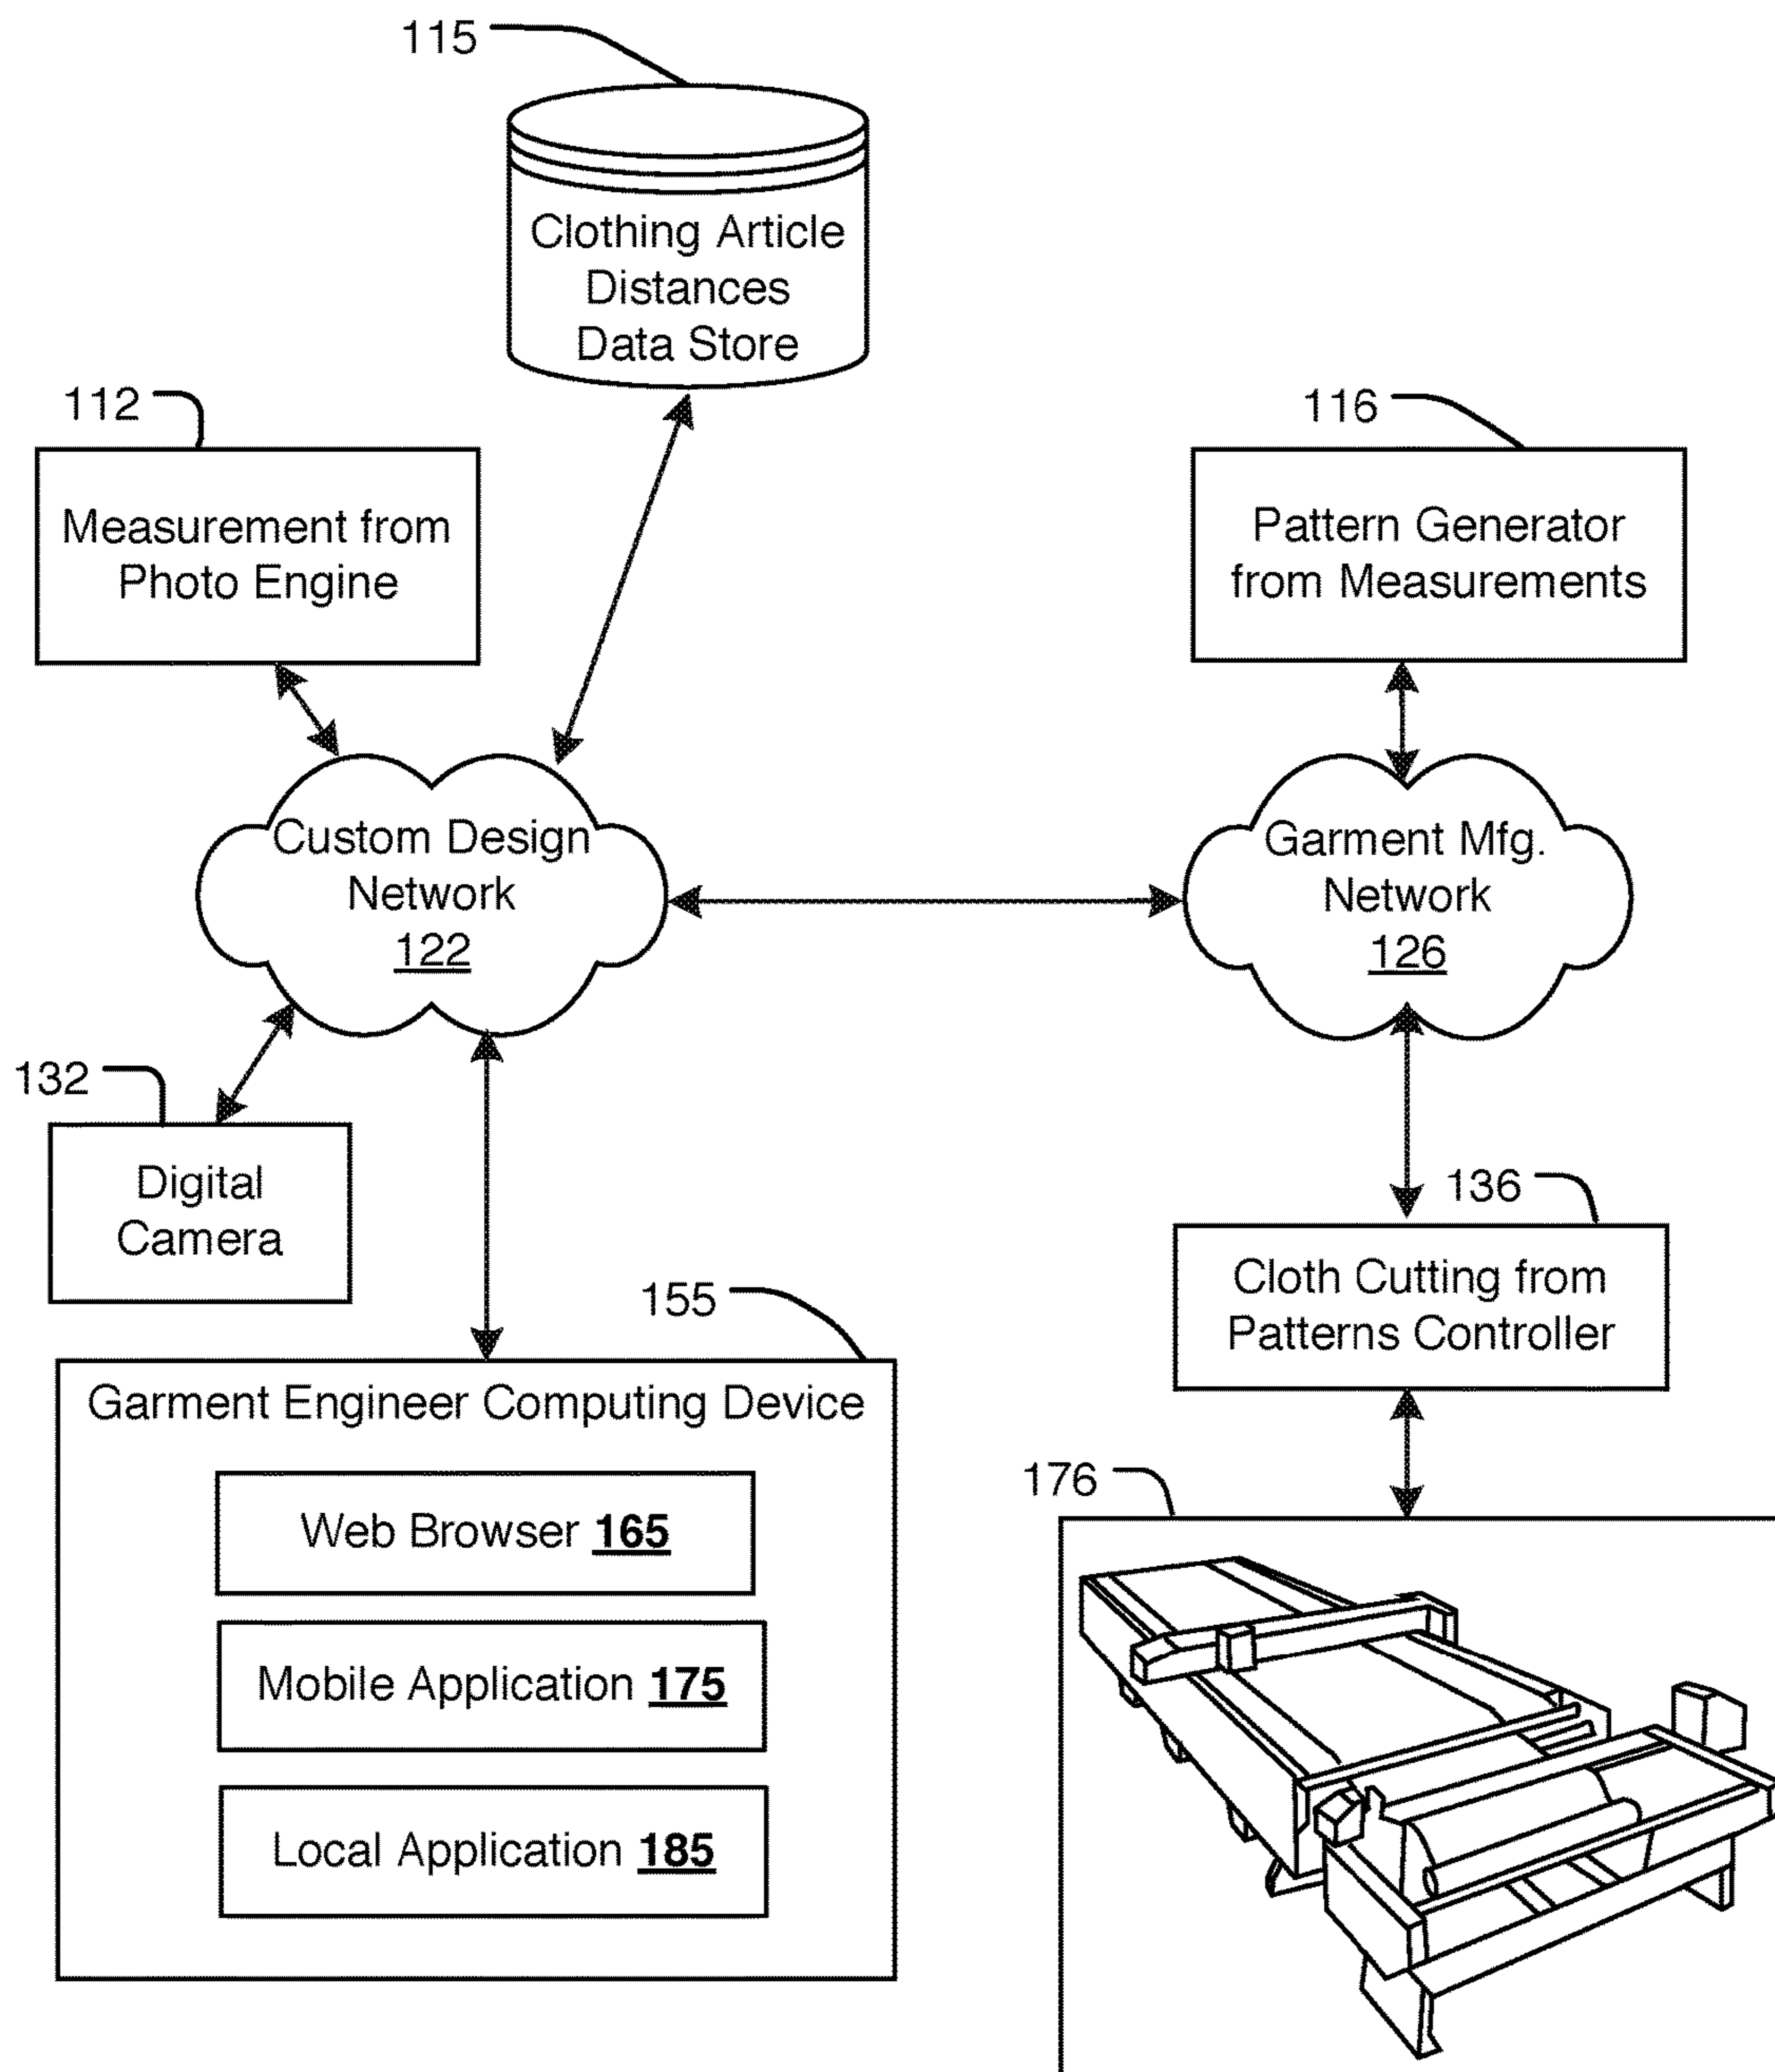 115
Clothing Article
Distances
Data Store
112
Measurement from
Photo Engine
116
Pattern Generator
from Measurements
Custom Design
Network
122
Garment Mfg.
Network
126
132
Digital
Camera
136
Cloth Cutting from
Patterns Controller
155
Garment Engineer Computing Device
Web Browser 165
Mobile Application 175
Local Application 185
176